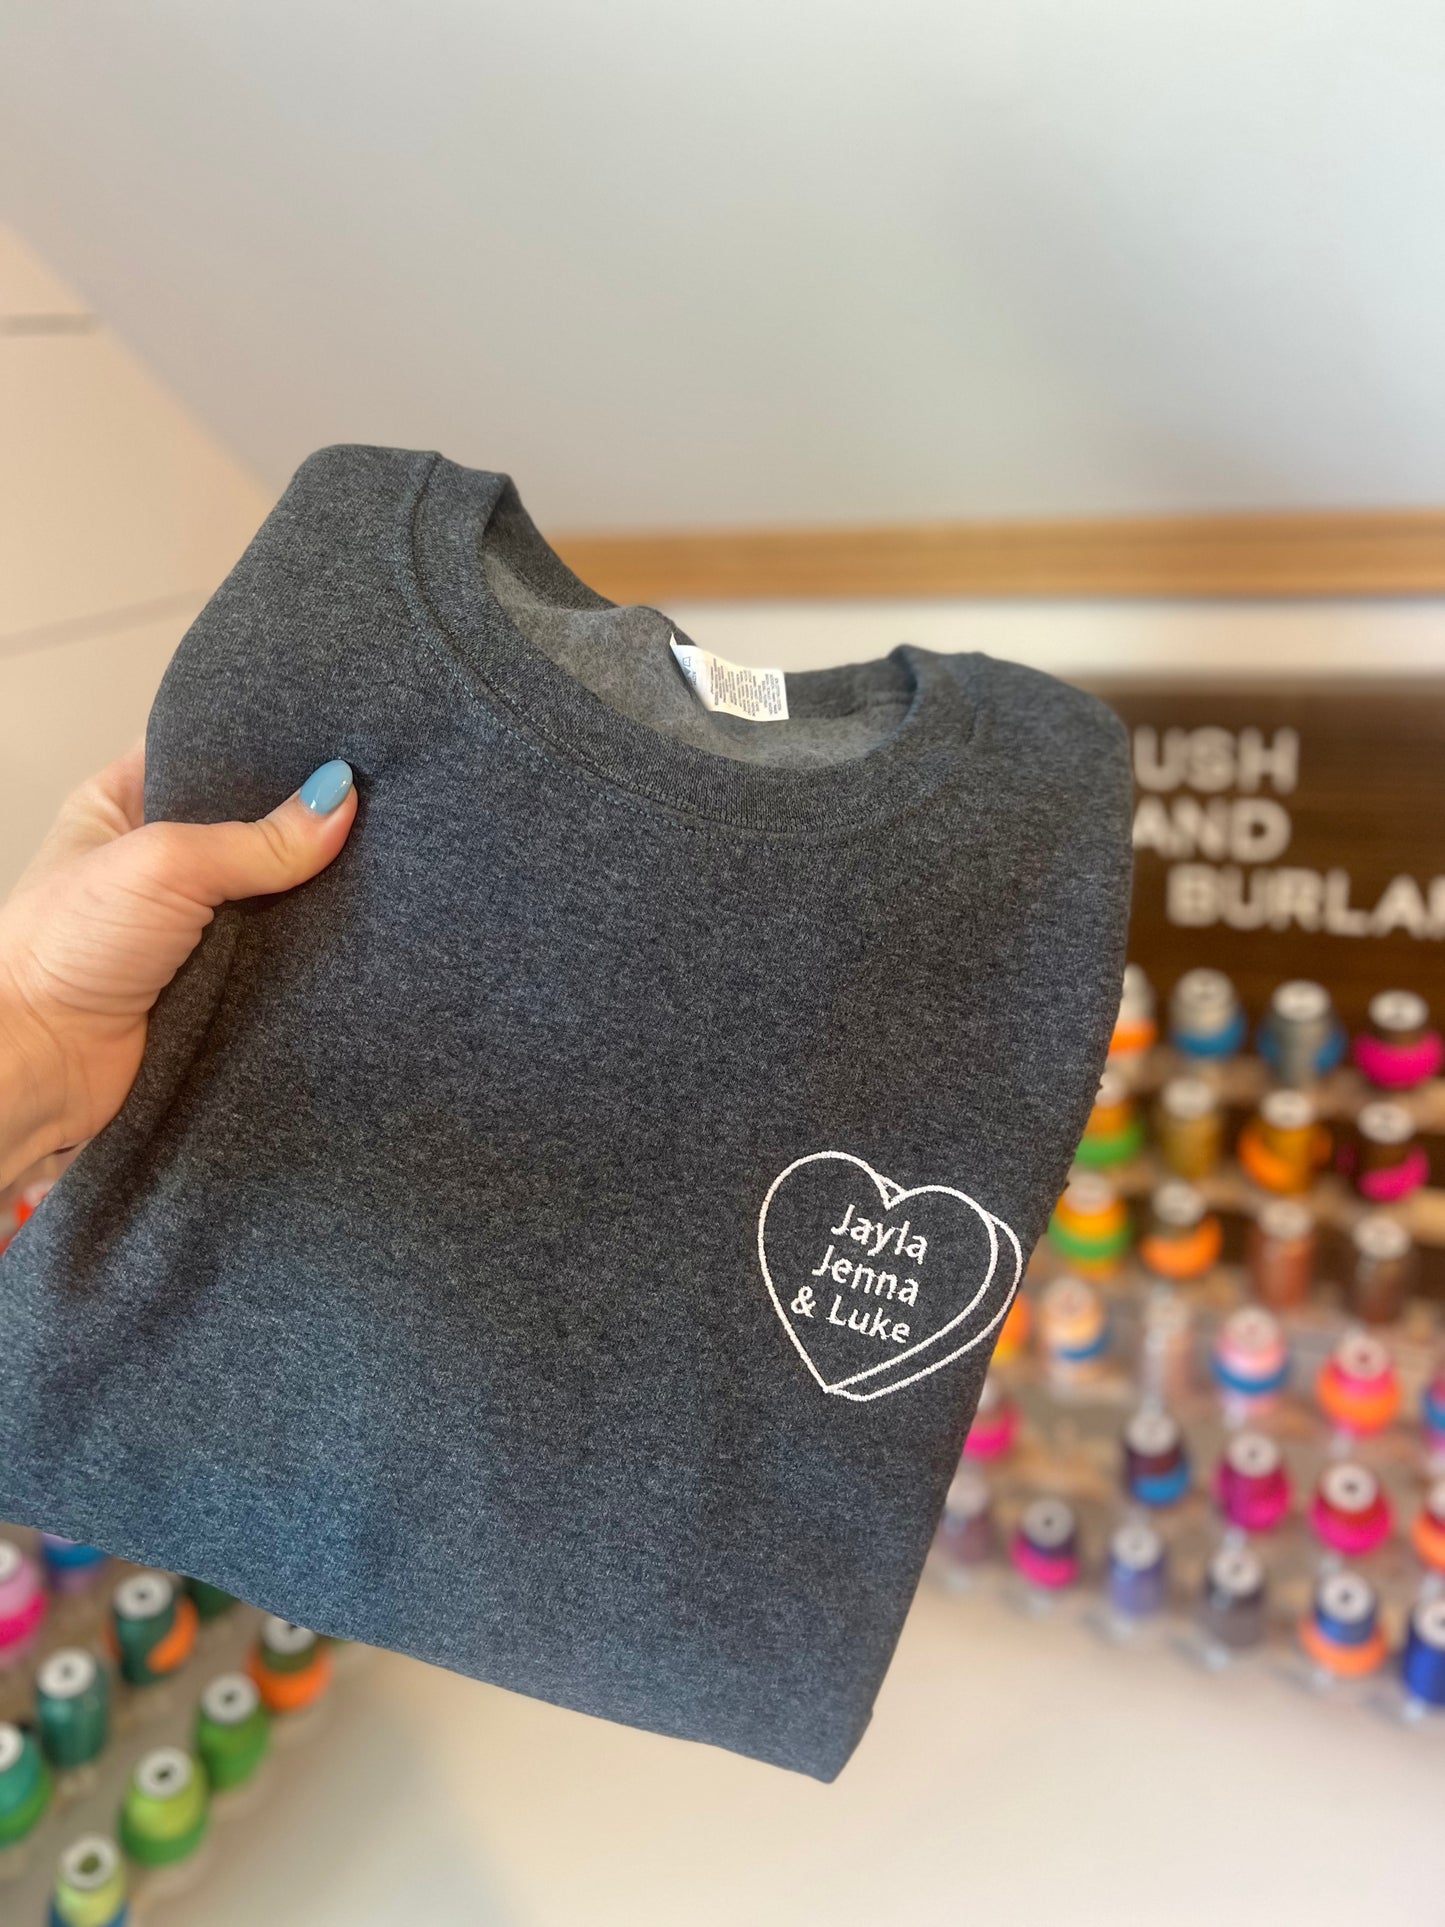 USH
AND
BURLA
Jayla
Jenna
& Luke